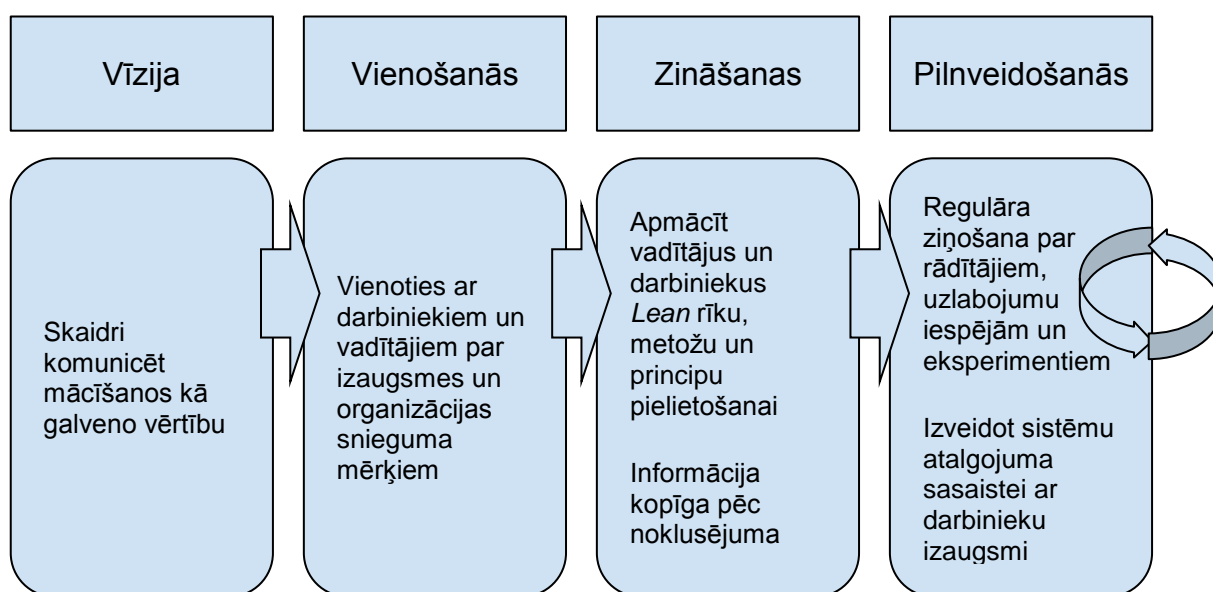 Vīzija
Vienošanās
Zināšanas
Pilnveidošanās
Skaidri
komunicēt
mācīšanos kā
galveno vērtību
Vienoties ar
darbiniekiem un
vadītājiem par
izaugsmes un
organizācijas
snieguma
mērķiem
Apmācīt
vadītājus un
darbiniekus
Lean rīku,
metožu un
principu
pielietošanai
Informācija
kopīga pēc
noklusējuma
Regulāra
ziņošana par
rādītājiem,
uzlabojumu
iespējām un
eksperimentiem
Izveidot sistēmu
atalgojuma
sasaistei ar
darbinieku
izaugsmi